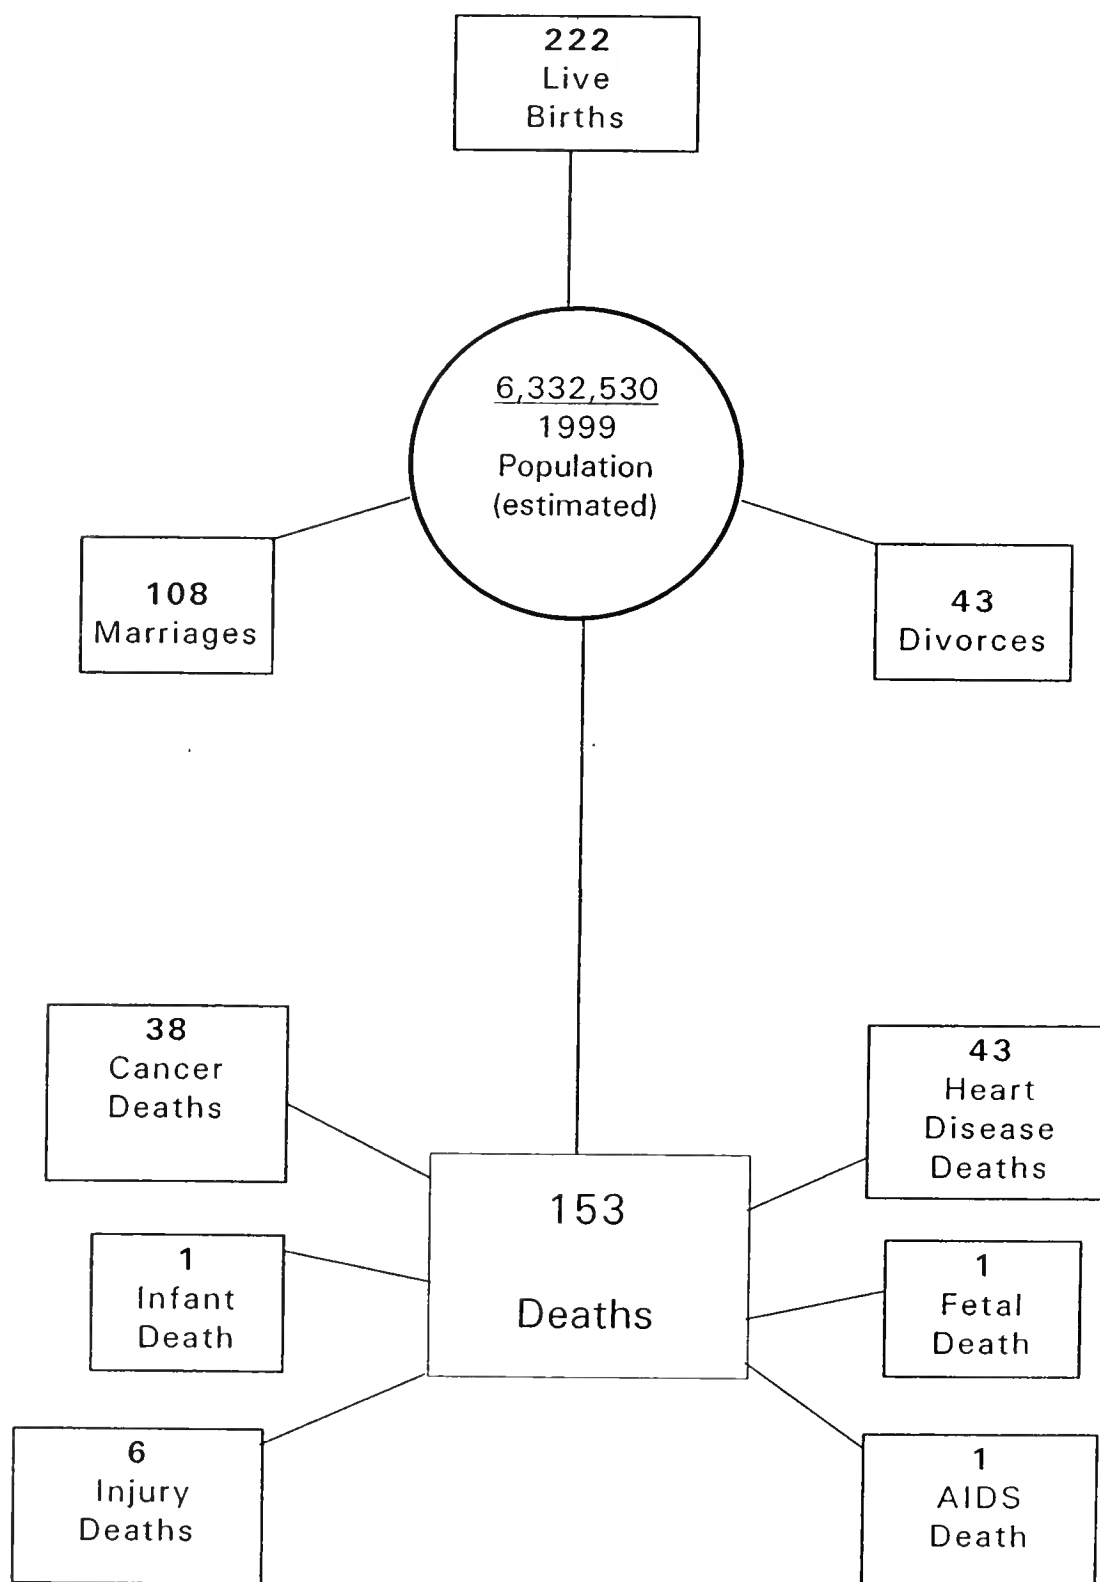 222
Live
Births
6,332,530
1999
Population
(estimated)
108
Marriages
43
Divorces
38
Cancer
Deaths
43
Heart
Disease
Deaths
153
Deaths
1
Infant
Death
1
Fetal
Death
6
Injury
Deaths
1
AIDS
Death